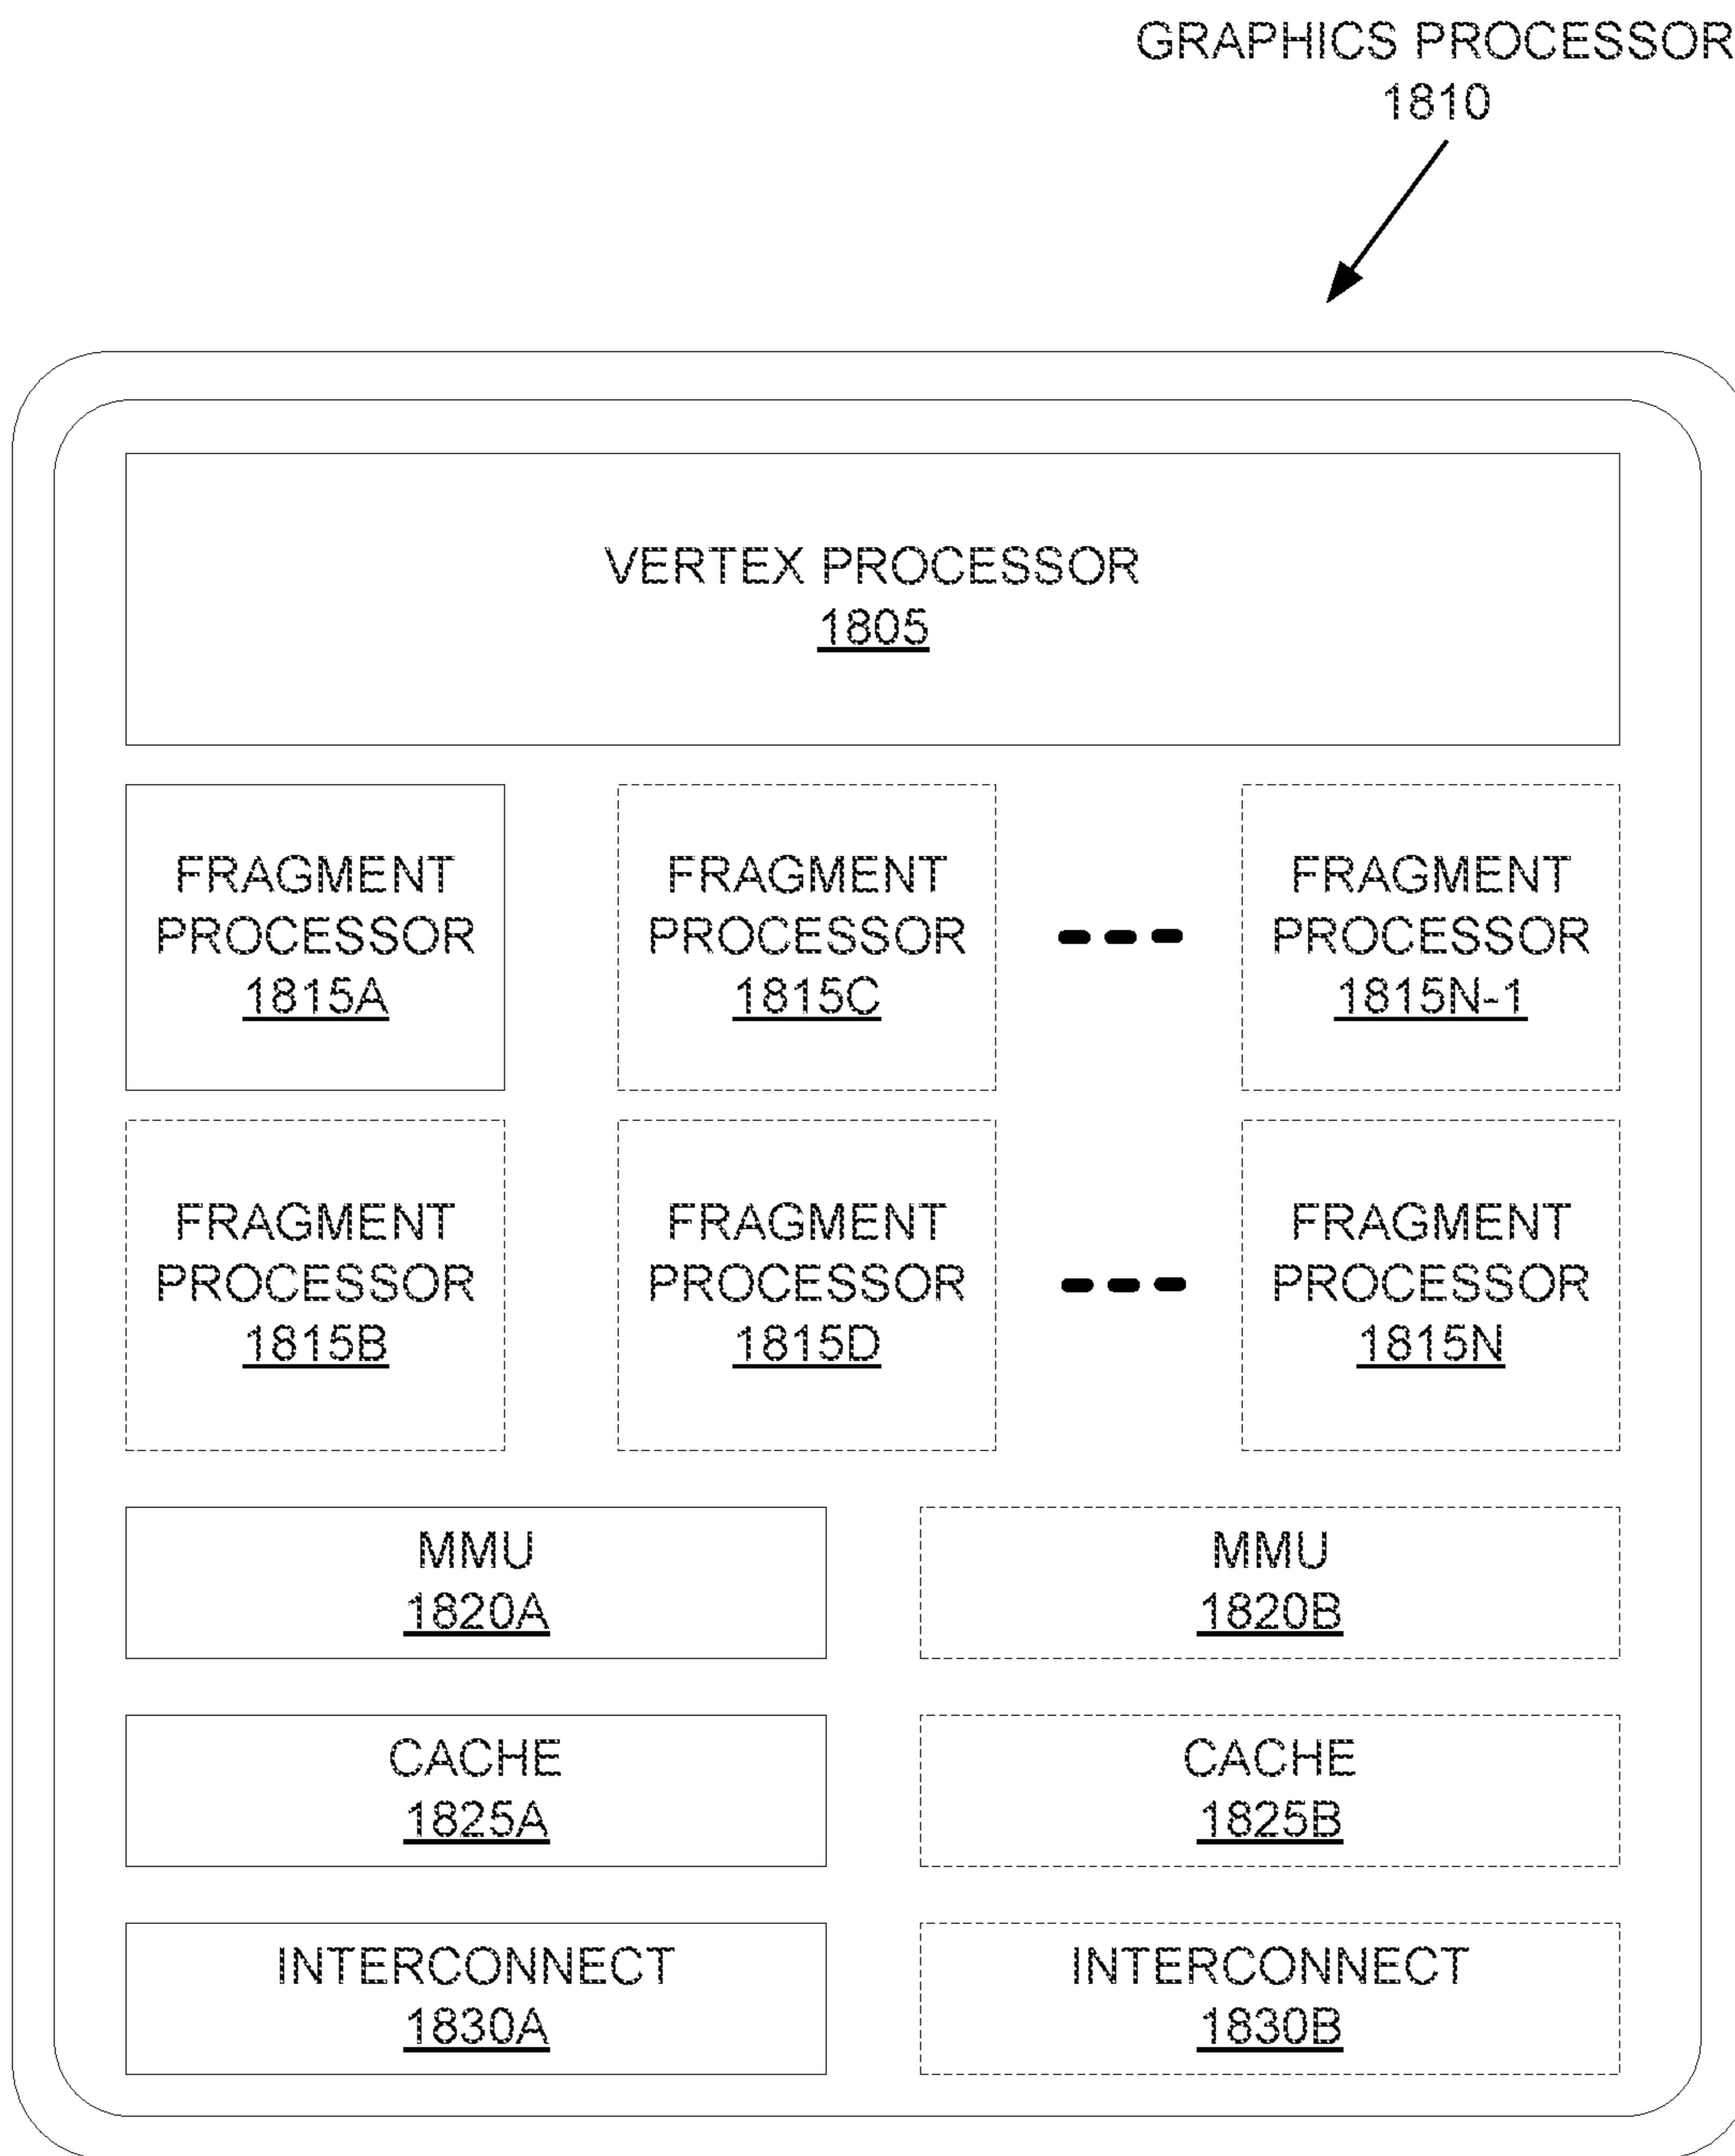 GRAPHICS PROCESSOR
1810
VERTEX PROCESSOR
1805
FRAGMENT
PROCESSOR
1815A
FRAGMENT
PROCESSOR
1815C
FRAGMENT
PROCESSOR
1815N-1
FRAGMENT
PROCESSOR
1815B
FRAGMENT
PROCESSOR
1815D
FRAGMENT
PROCESSOR
1815N
MMU
1820A
MMU
1820B
CACHE
1825A
CACHE
1825B
INTERCONNECT
1830A
INTERCONNECT
1830B